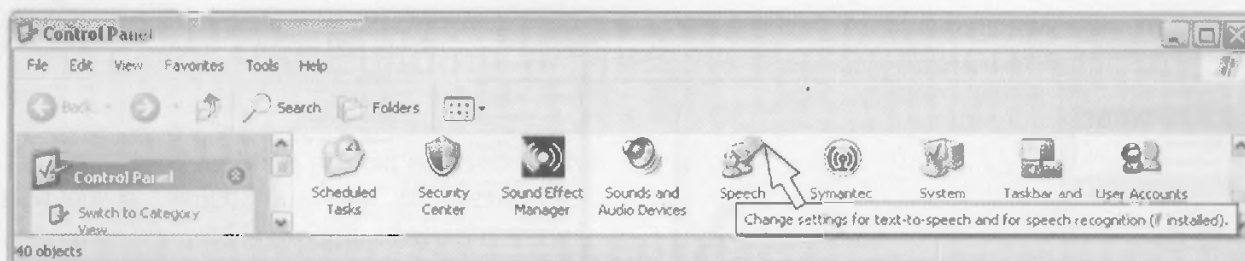 Control Panel
File Edit View Favorites Tools Help
Back Search Folders
Control Panel
Switch to Category
View
Scheduled
Tasks
Security
Center
Sound Effect
Manager
Sounds and
Audio Devices
Speech
Symantec
System
Taskbar and
User Accounts
Change settings for text-to-speech and for speech recognition (if installed).
40 objects